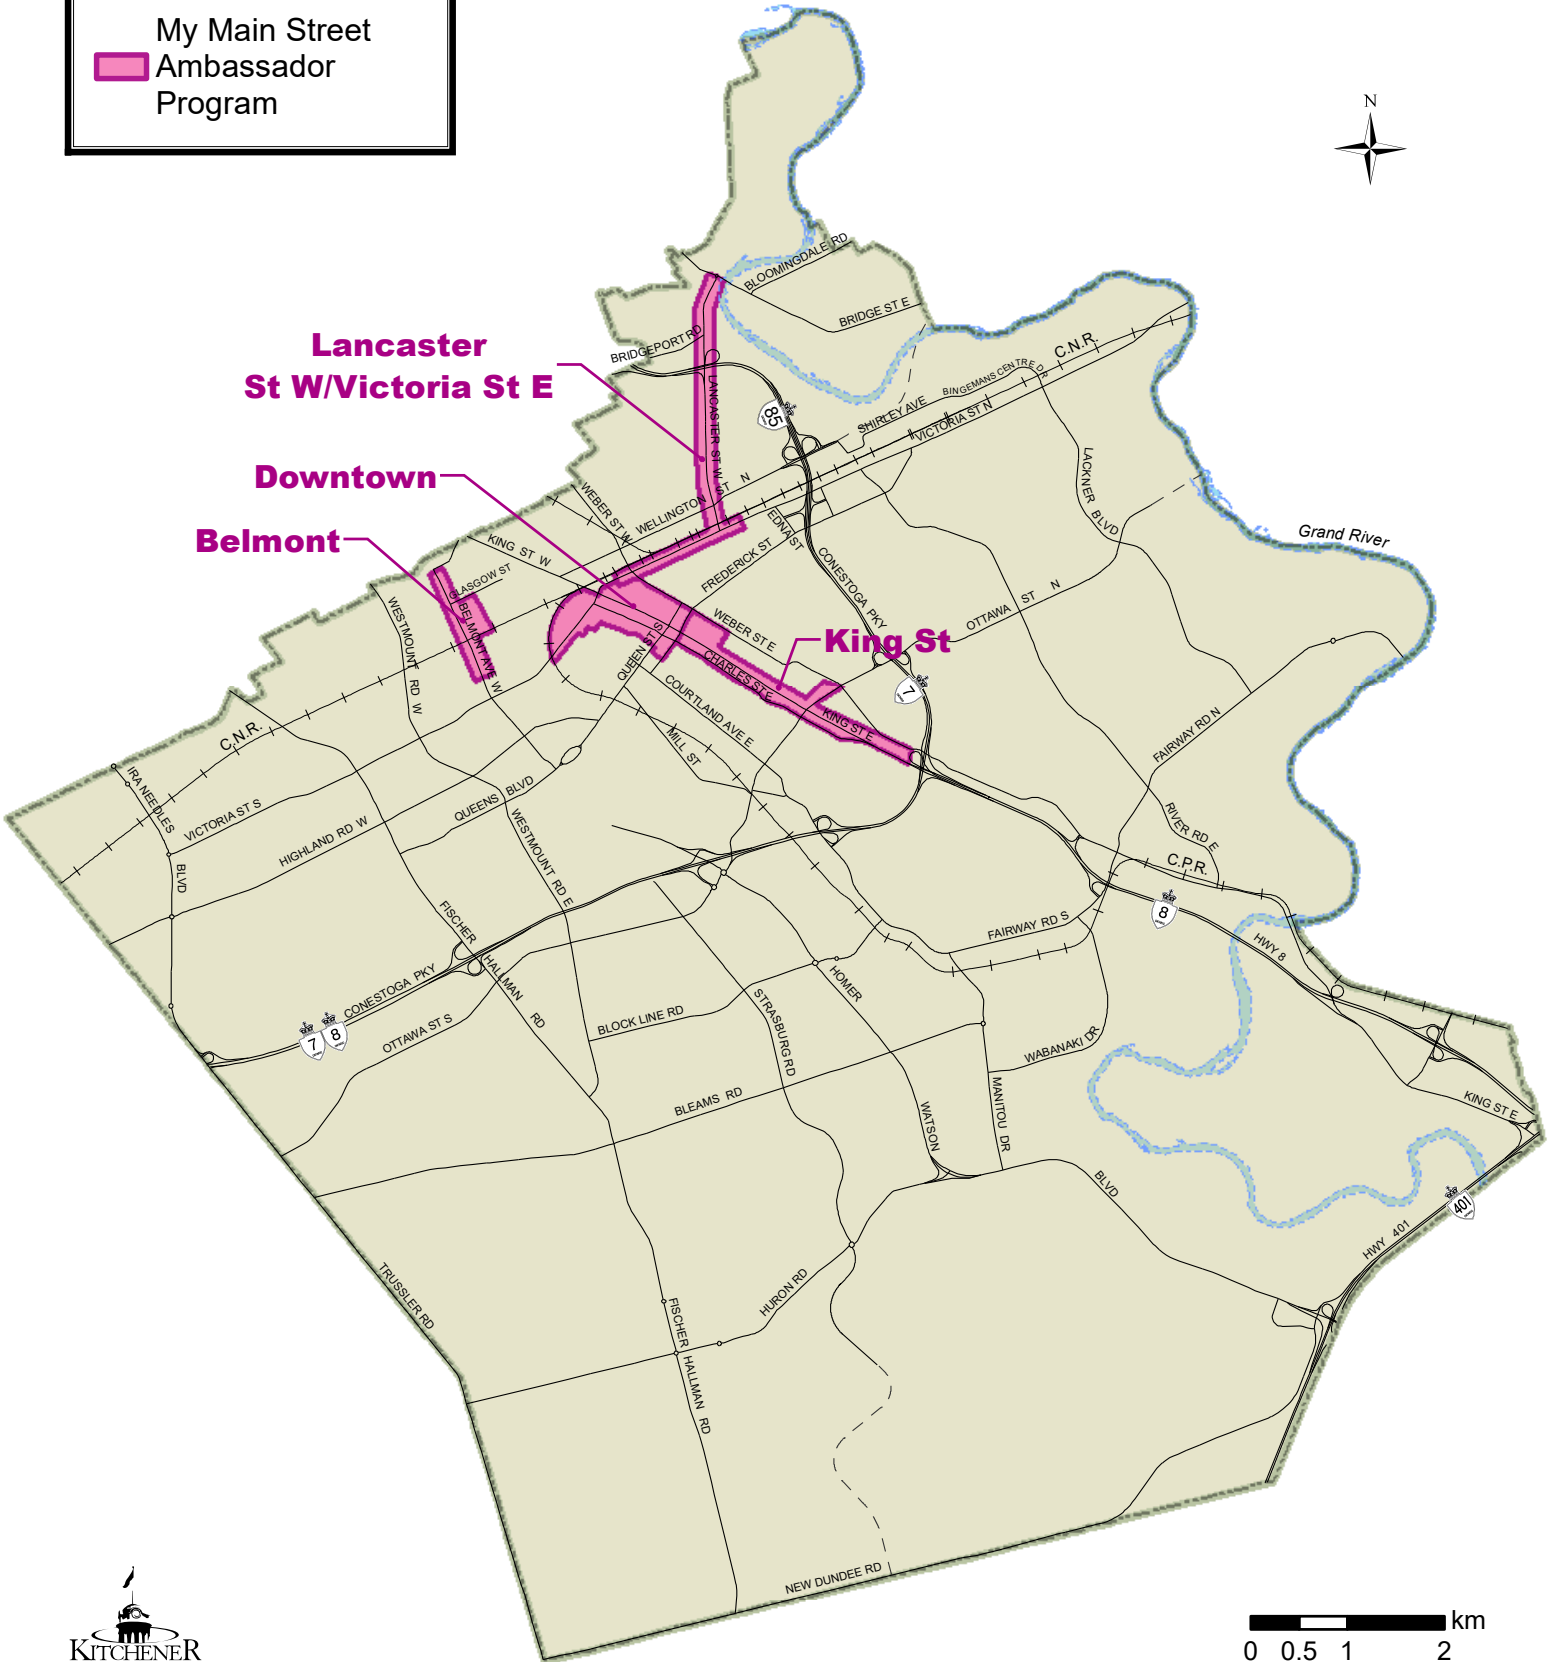 My Main Street
Ambassador
Program
N
BLOOMINGDALE RD
BRIDGE ST E
BRIDGEPORT RD
C.N.R.
Lancaster
St W/Victoria St E
LANCASTER ST W
85
BINGEMANS CENTRE DR
SHIRLEY AVE
VICTORIA ST N
LACKNER BLVD
Downtown
WEBER ST W
WELLINGTON ST N
EDNA ST
Grand River
Belmont
KING ST W
GLASGOW ST
FREDERICK ST
CONESTOGA PKY
OTTAWA ST N
BELMONT AVE W
WESTMOUNT RD W
WEBER ST E
King St
QUEEN ST S
CHARLES ST E
7
COURTLAND AVE E
KING ST E
MILL ST
FAIRWAY RD N
C.N.R.
IRA NEEDLES
BLVD
VICTORIA ST S
HIGHLAND RD W
QUEENS BLVD
WESTMOUNT RD E
RIVER RD E
C.P.R.
8
FISCHER
HALLMAN
RD
FAIRWAY RD S
HWY 8
CONESTOGA PKY
7
8
OTTAWA ST S
BLOCK LINE RD
STRASBURG RD
HOMER
WATSON
BLVD
WABANAKI DR
MANITOU DR
BLEAMS RD
KING ST E
401
HWY 401
TRUSSLER RD
HURON RD
FISCHER
HALLMAN RD
NEW DUNDEE RD
KITCHENER
km
0 0.5 1 2